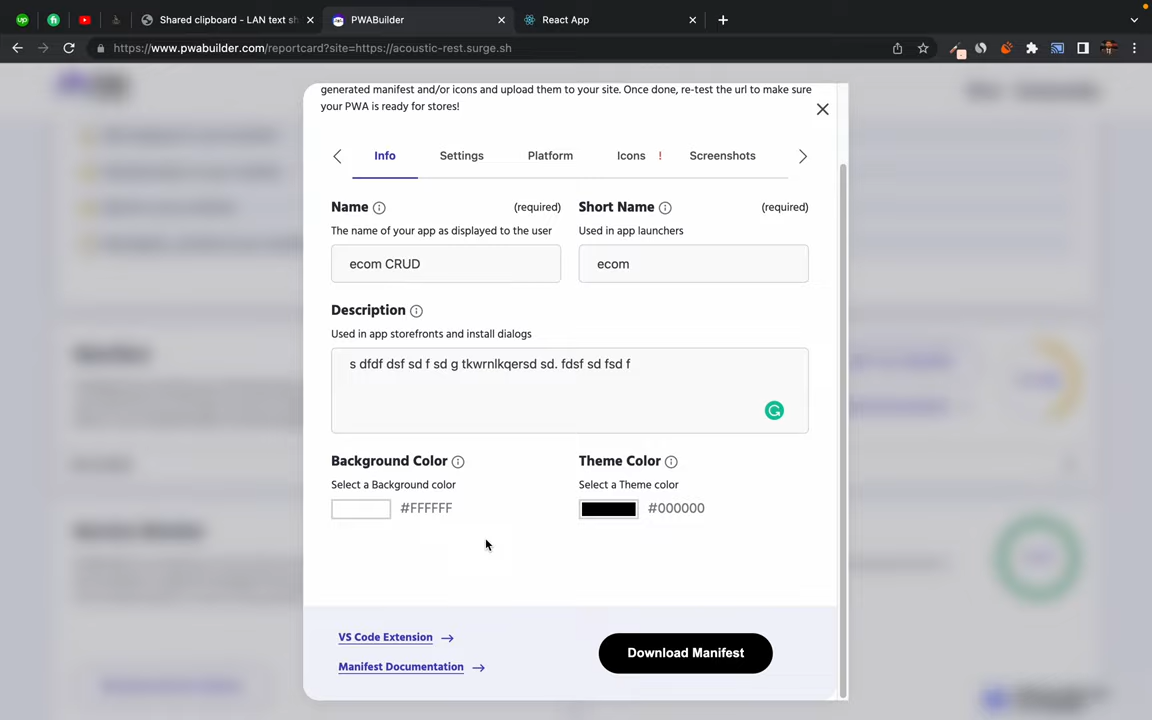 Shared clipboard - LAN text sh
PWABuilder
React App
https://www.pwabuilder.com/reportcard?site=https://acoustic-rest.surge.sh
generated manifest and/or icons and upload them to your site. Once done, re-test the url to make sure
your PWA is ready for stores!
Info
Settings
Platform
Icons !
Screenshots
Name (required)
Short Name (required)
The name of your app as displayed to the user
Used in app launchers
ecom CRUD
ecom
Description
Used in app storefronts and install dialogs
s dfdf dsf sd f sd g tkwrnlkqersd sd. fdsf sd fsd f
Background Color
Theme Color
Select a Background color
Select a Theme color
#FFFFFF
#000000
VS Code Extension
Manifest Documentation
Download Manifest